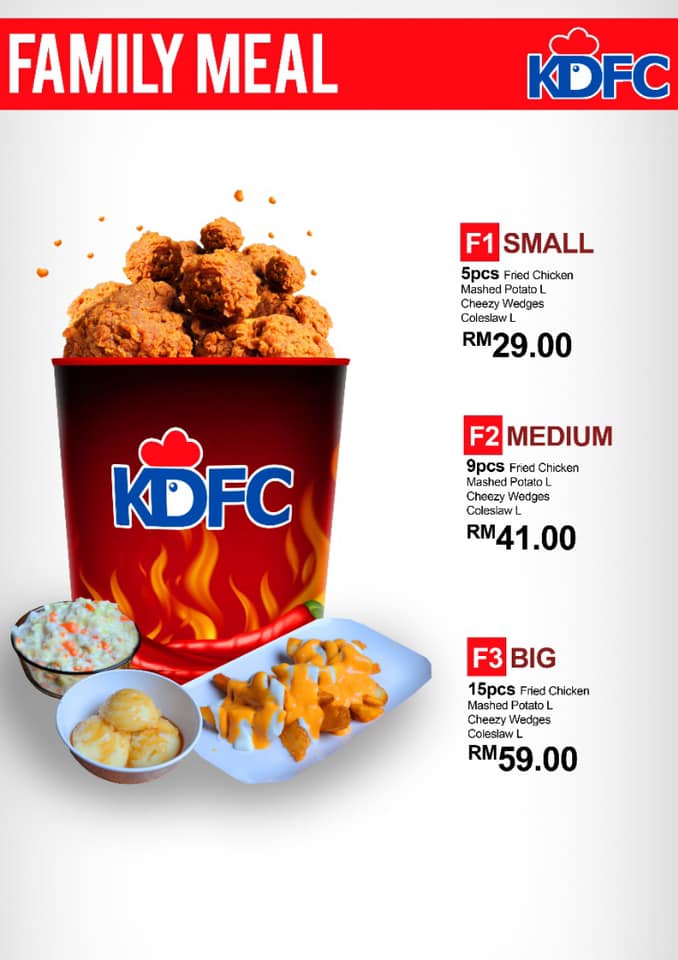 FAMILY MEAL
KDFC
KDFC
F1 SMALL
5pcs Fried Chicken
Mashed Potato L
Cheezy Wedges
Coleslaw L
RM29.00
F2 MEDIUM
9pcs Fried Chicken
Mashed Potato L
Cheezy Wedges
Coleslaw L
RM41.00
F3 BIG
15pcs Fried Chicken
Mashed Potato L
Cheezy Wedges
Coleslaw L
RM59.00